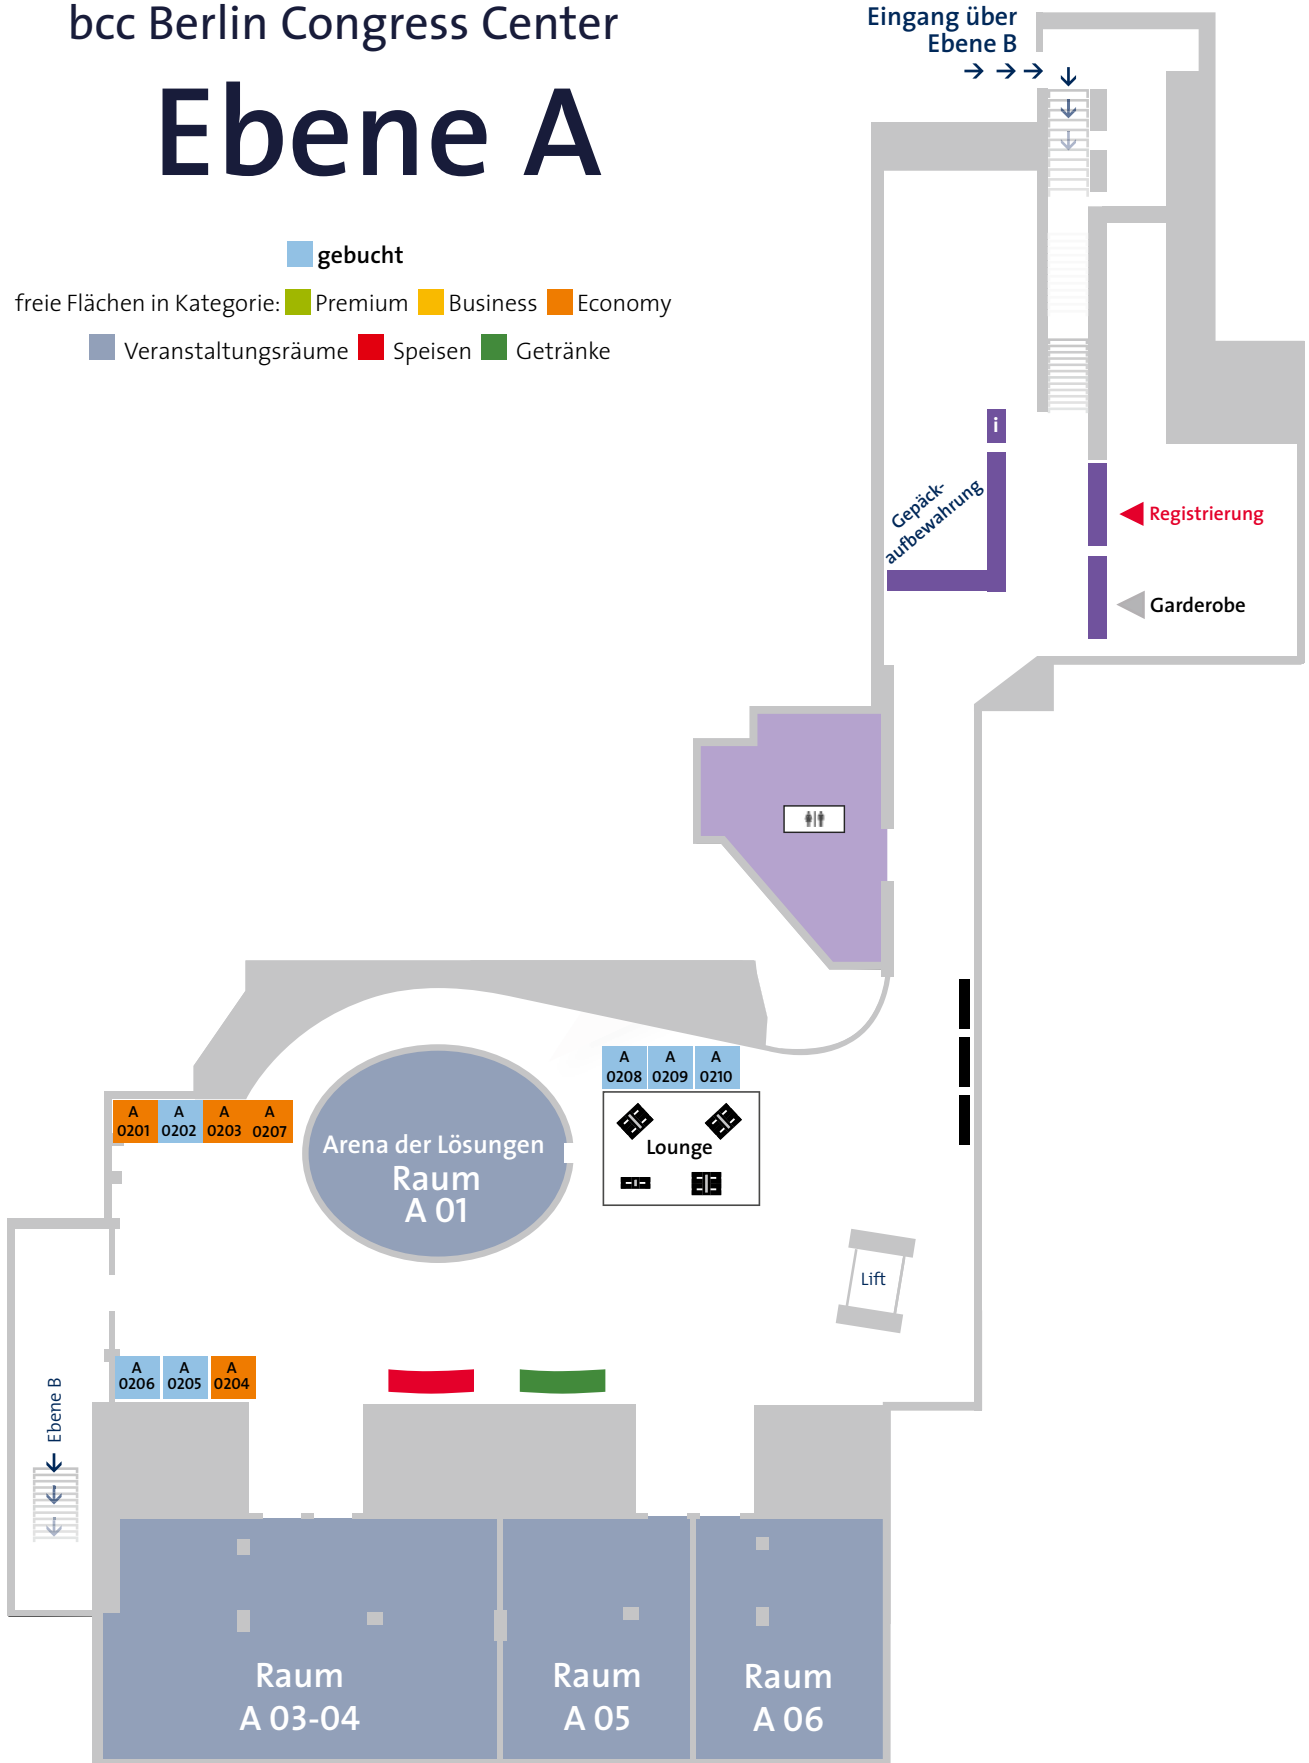 bcc Berlin Congress Center
Ebene A
Eingang über
Ebene B
gebucht
freie Flächen in Kategorie: Premium Business Economy
Veranstaltungsräume Speisen Getränke
i
Gepäck-
aufbewahrung
Registrierung
Garderobe
A
0208
A
0209
A
0210
Lounge
A
0201
A
0202
A
0203
A
0207
Arena der Lösungen
Raum
A 01
Lift
A
0206
A
0205
A
0204
Ebene B
Raum
A 03-04
Raum
A 05
Raum
A 06